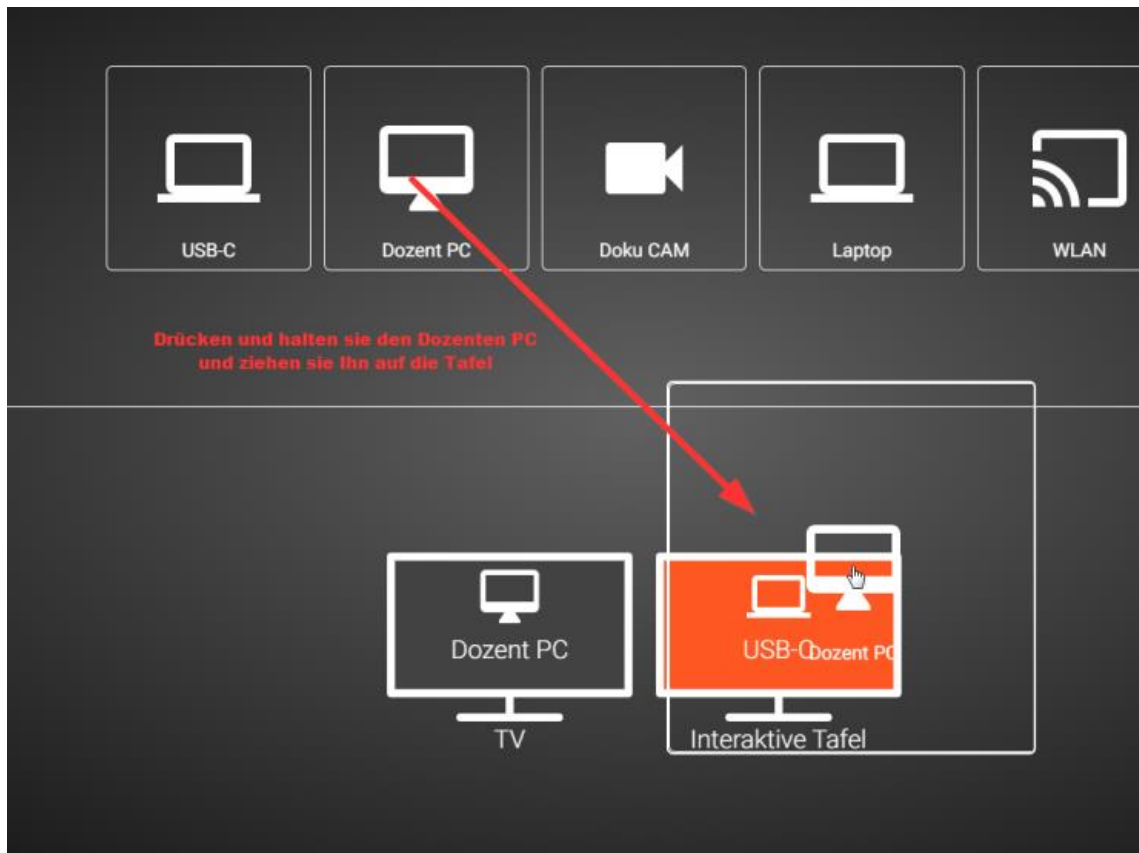 USB-C
Dozent PC
Doku CAM
Laptop
WLAN
Drücken und halten sie den Dozenten PC
und ziehen sie Ihn auf die Tafel
Dozent PC
USB-C
Dozent PC
TV
Interaktive Tafel